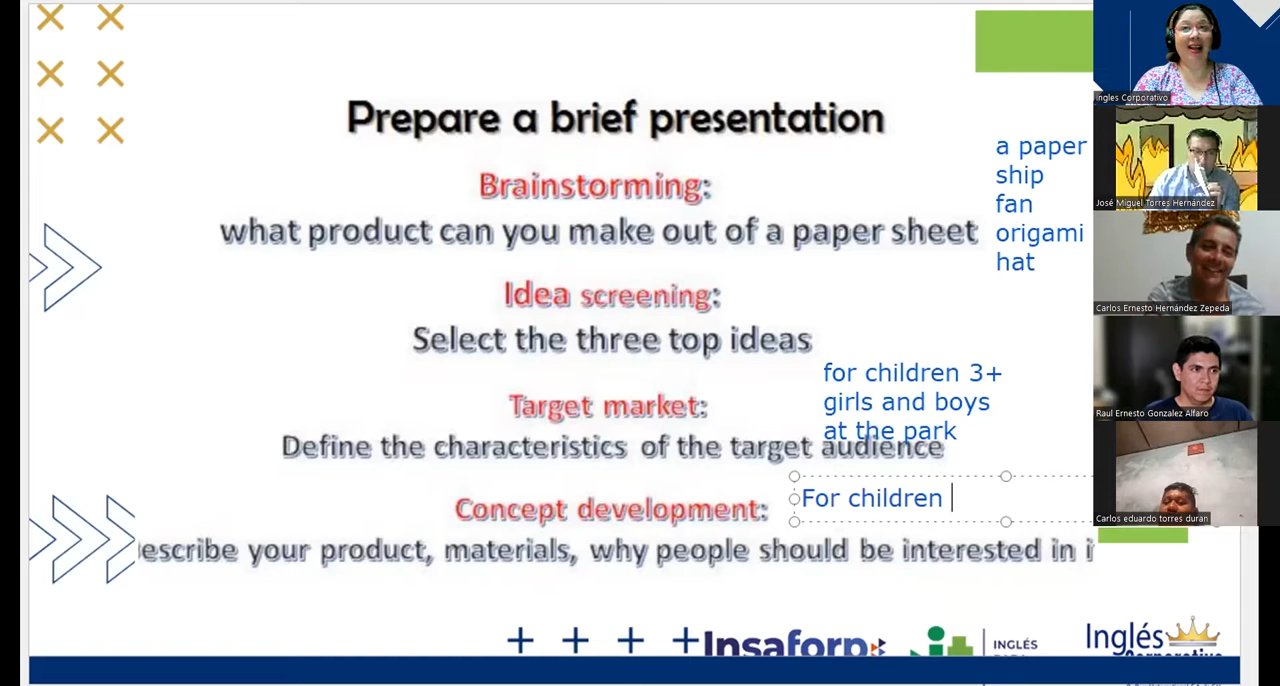 Prepare a brief presentation
Brainstorming:
what product can you make out of a paper sheet
Idea screening:
Select the three top ideas
Target market:
Define the characteristics of the target audience
Concept development:
escribe your product, materials, why people should be interested in i
a paper
ship
fan
origami
hat
for children 3+
girls and boys
at the park
For children
Ingles Corporativo
José Miguel Torres Hernández
Carlos Ernesto Hernández Zepeda
Raul Ernesto Gonzalez Alfaro
Carlos eduardo torres duran
Insaforp
INGLÉS
Inglés
Corporativo